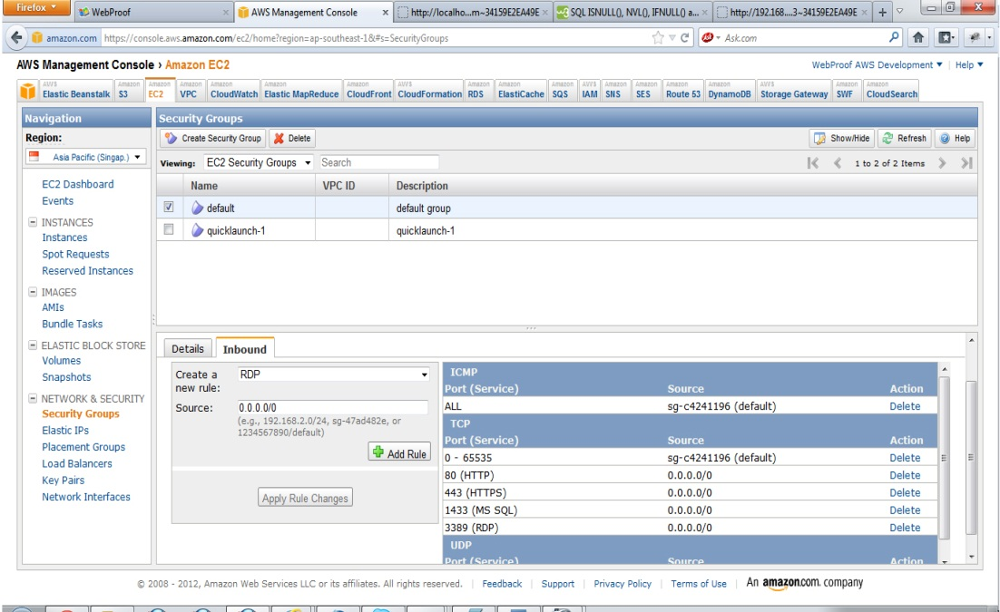 Firefox
WebProof
AWS Management Console
http://localho...m~34159E2EA49E
SQL ISNULL(), NVL(), IFNULL() a...
http://192.168....3~34159E2EA49E
amazon.com https://console.aws.amazon.com/ec2/home?region=ap-southeast-1&#s=SecurityGroups
Ask.com
AWS Management Console › Amazon EC2
WebProof AWS Development
Help
AWS Elastic Beanstalk
Amazon S3
Amazon EC2
Amazon VPC
Amazon CloudWatch
Amazon Elastic MapReduce
Amazon CloudFront
AWS CloudFormation
Amazon RDS
Amazon ElastiCache
Amazon SQS
AWS IAM
Amazon SNS
Amazon SES
Amazon Route 53
Amazon DynamoDB
AWS Storage Gateway
Amazon SWF
Amazon CloudSearch
Navigation
Region:
Asia Pacific (Singap.)
EC2 Dashboard
Events
INSTANCES
Instances
Spot Requests
Reserved Instances
IMAGES
AMIs
Bundle Tasks
ELASTIC BLOCK STORE
Volumes
Snapshots
NETWORK & SECURITY
Security Groups
Elastic IPs
Placement Groups
Load Balancers
Key Pairs
Network Interfaces
Security Groups
Create Security Group
Delete
Show/Hide
Refresh
Help
Viewing: EC2 Security Groups
Search
1 to 2 of 2 Items
Name VPC ID Description
default default group
quicklaunch-1 quicklaunch-1
Details
Inbound
Create a
new rule:
RDP
Source:
0.0.0.0/0
(e.g., 192.168.2.0/24, sg-47ad482e, or
1234567890/default)
Add Rule
Apply Rule Changes
ICMP
Port (Service) Source Action
ALL sg-c4241196 (default) Delete
TCP
Port (Service) Source Action
0 - 65535 sg-c4241196 (default) Delete
80 (HTTP) 0.0.0.0/0 Delete
443 (HTTPS) 0.0.0.0/0 Delete
1433 (MS SQL) 0.0.0.0/0 Delete
3389 (RDP) 0.0.0.0/0 Delete
UDP
Port (Service) Source Action
© 2008 - 2012, Amazon Web Services LLC or its affiliates. All rights reserved. | Feedback | Support | Privacy Policy | Terms of Use | An amazon.com. company